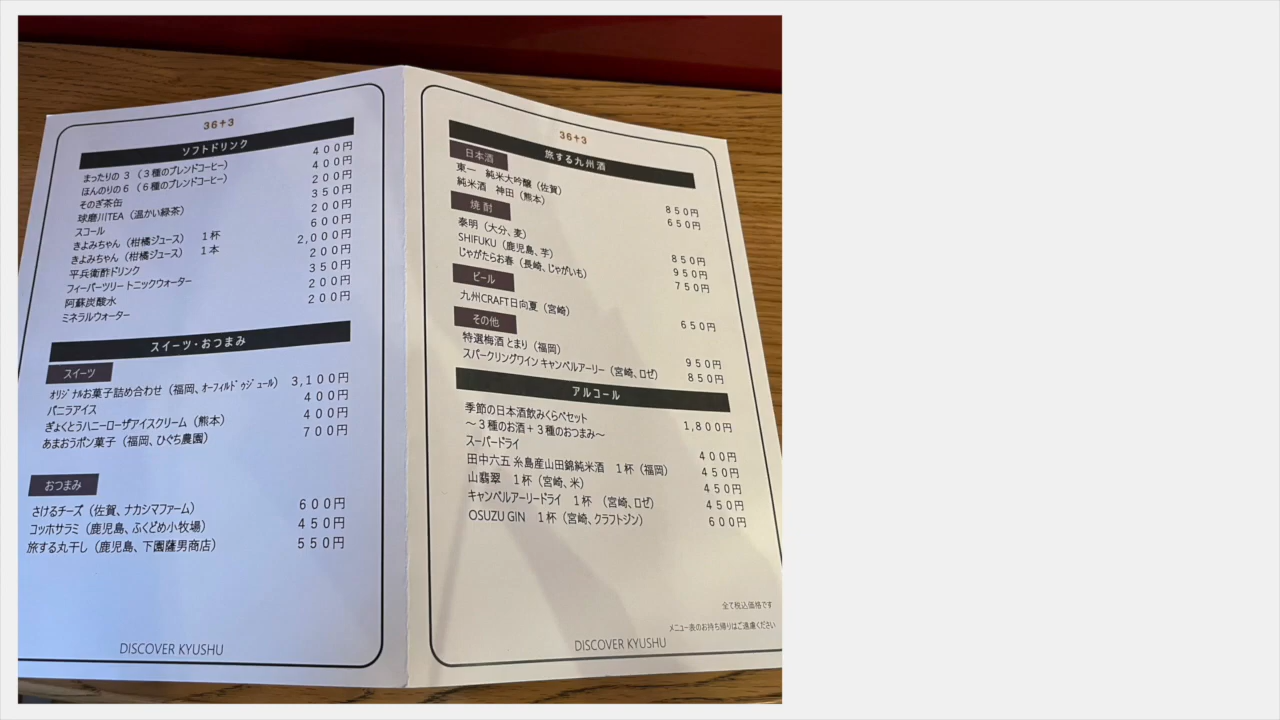 36+3
ソフトドリンク
まったりの3（3種のブレンドコーヒー） 400円
ほんのりの6（6種のブレンドコーヒー） 400円
そのぎ茶缶 200円
球磨川TEA（温かい緑茶） 350円
スコール 200円
きよみちゃん（柑橘ジュース） 1杯 600円
きよみちゃん（柑橘ジュース） 1本 2,000円
平兵衛酢ドリンク 200円
フィーバーツリートニックウォーター 350円
阿蘇炭酸水 200円
ミネラルウォーター 200円
スイーツ・おつまみ
スイーツ
オリジナルお菓子詰め合わせ（福岡、オーフィルドゥジュール） 3,100円
バニラアイス 400円
ぎょくとうハニーローザアイスクリーム（熊本） 400円
あまおうポン菓子（福岡、ひぐち農園） 700円
おつまみ
さけるチーズ（佐賀、ナカシマファーム） 600円
コッホサラミ（鹿児島、ふくどめ小牧場） 450円
旅する丸干し（鹿児島、下園薩男商店） 550円
DISCOVER KYUSHU
36+3
旅する九州酒
日本酒
東一 純米大吟醸（佐賀） 850円
純米酒 神田（熊本） 650円
焼酎
泰明（大分、麦） 850円
SHIFUKU（鹿児島、芋） 950円
じゃがたらお春（長崎、じゃがいも） 750円
ビール
九州CRAFT日向夏（宮崎） 650円
その他
特選梅酒 とまり（福岡） 950円
スパークリングワイン キャンベルアーリー（宮崎、ロゼ） 850円
アルコール
季節の日本酒飲みくらべセット 1,800円
～3種のお酒＋3種のおつまみ～
スーパードライ 400円
田中六五 糸島産山田錦純米酒 1杯（福岡） 450円
山翡翠 1杯（宮崎、米） 450円
キャンベルアーリードライ 1杯 （宮崎、ロゼ） 450円
OSUZU GIN 1杯（宮崎、クラフトジン） 600円
全て税込価格です
メニュー表のお持ち帰りはご遠慮ください
DISCOVER KYUSHU